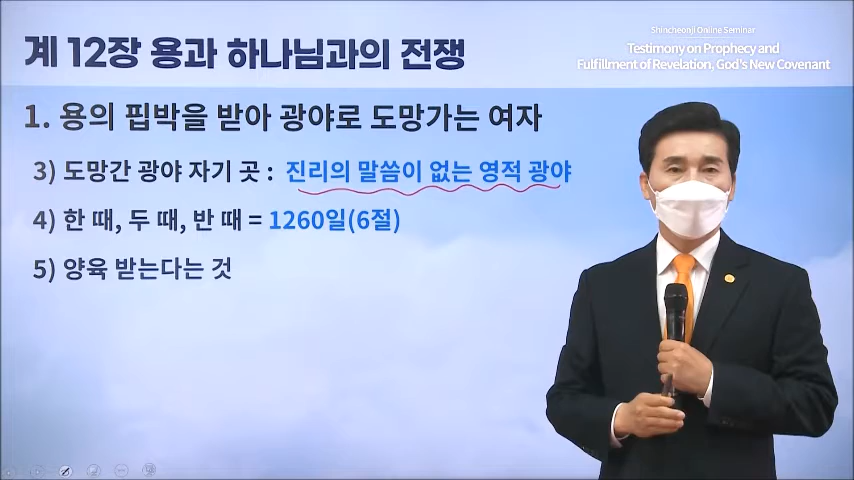 계 12장 용과 하나님과의 전쟁
Shincheonji Online Seminar
Testimony on Prophecy and
Fulfillment of Revelation, God's New Covenant
1. 용의 핍박을 받아 광야로 도망가는 여자
3) 도망간 광야 자기 곳 : 진리의 말씀이 없는 영적 광야
4) 한 때, 두 때, 반 때 = 1260일(6절)
5) 양육 받는다는 것